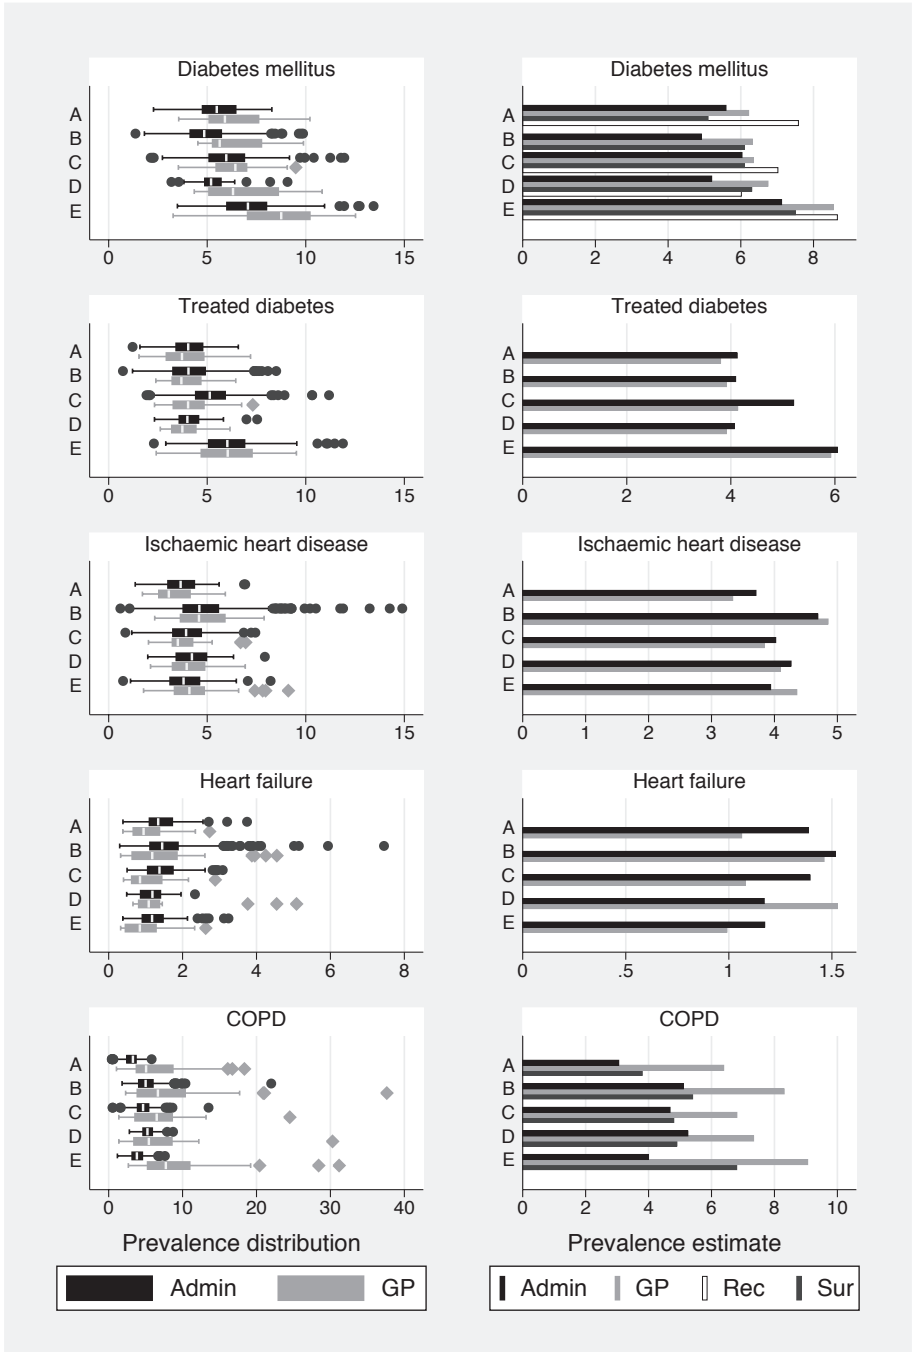 Diabetes mellitus
A
B
C
D
E
0 5 10 15
Diabetes mellitus
A
B
C
D
E
0 2 4 6 8
Treated diabetes
A
B
C
D
E
0 5 10 15
Treated diabetes
A
B
C
D
E
0 2 4 6
Ischaemic heart disease
A
B
C
D
E
0 5 10 15
Ischaemic heart disease
A
B
C
D
E
0 1 2 3 4 5
Heart failure
A
B
C
D
E
0 2 4 6 8
Heart failure
A
B
C
D
E
0 .5 1 1.5
COPD
A
B
C
D
E
0 10 20 30 40
Prevalence distribution
Admin GP
COPD
A
B
C
D
E
0 2 4 6 8 10
Prevalence estimate
Admin GP Rec Sur